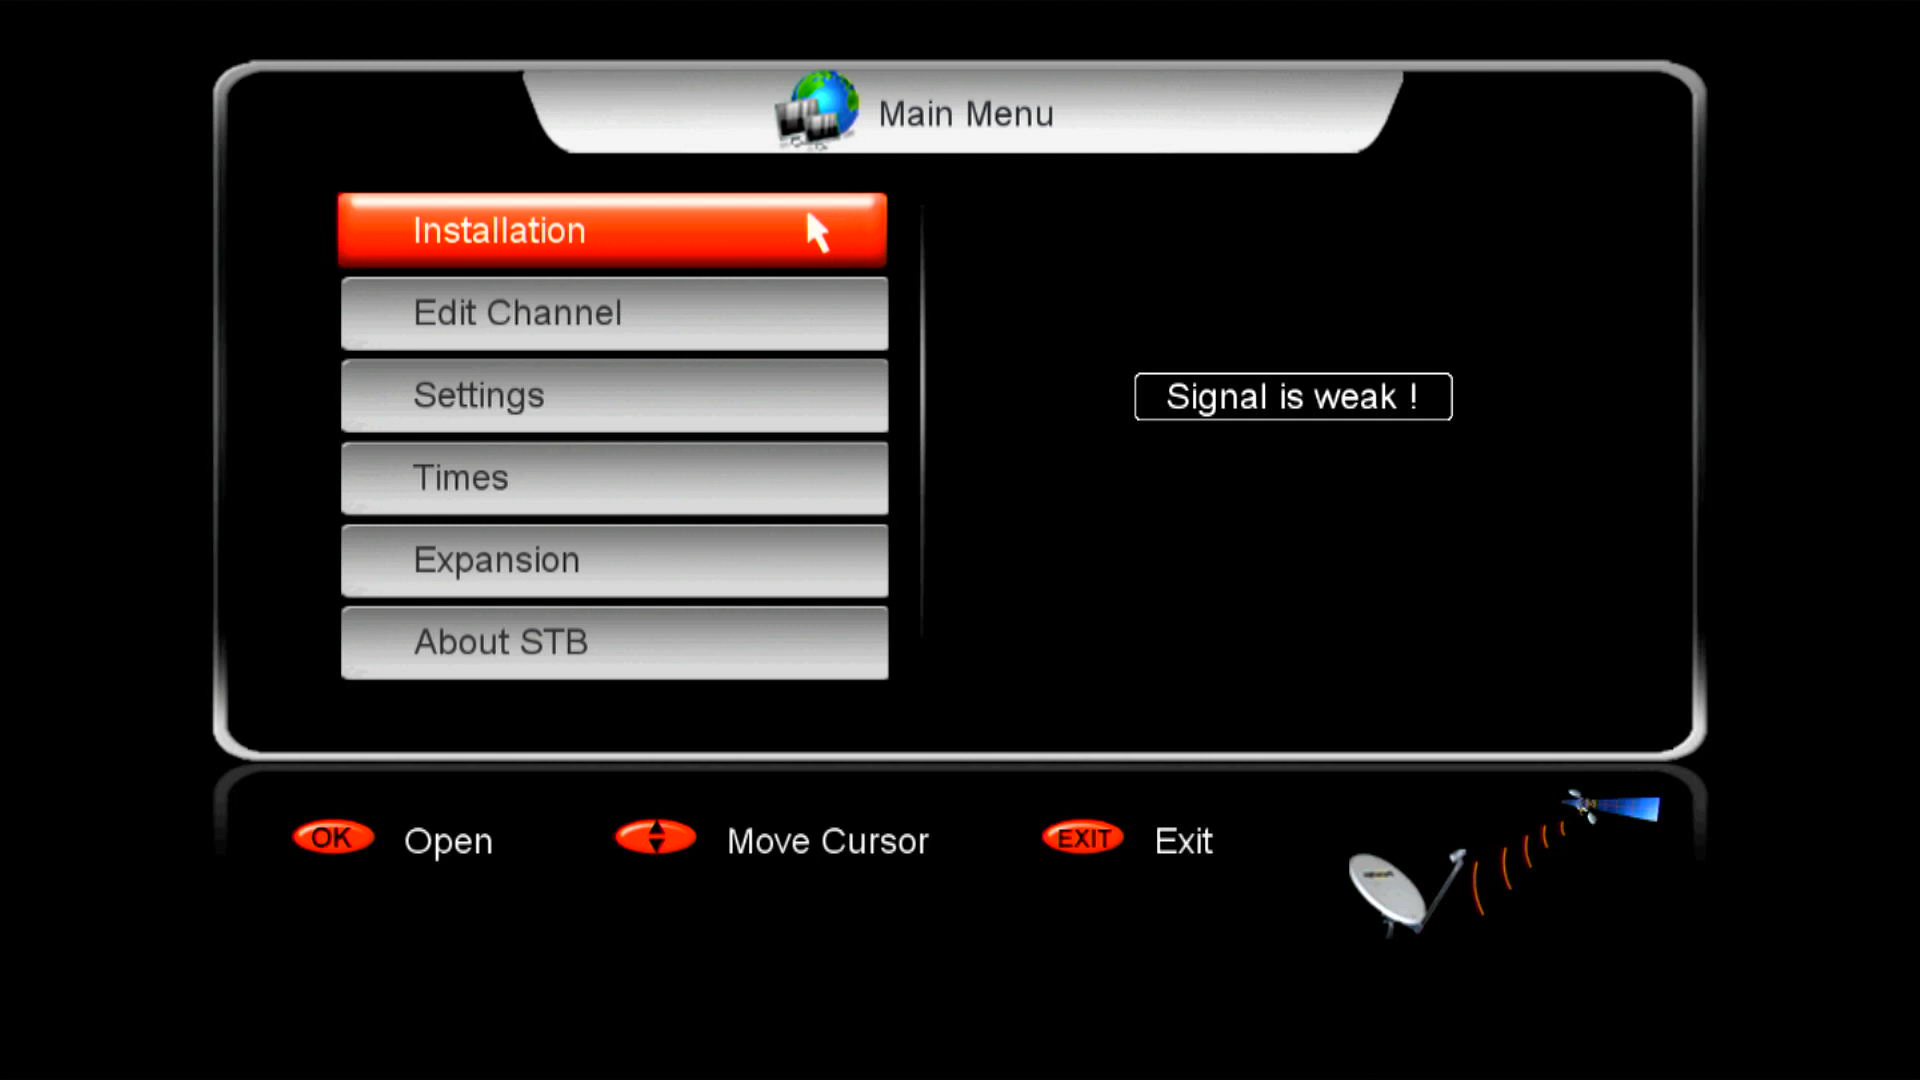 Main Menu
Installation
Edit Channel
Settings
Times
Expansion
About STB
Signal is weak !
OK Open
Move Cursor
EXIT Exit